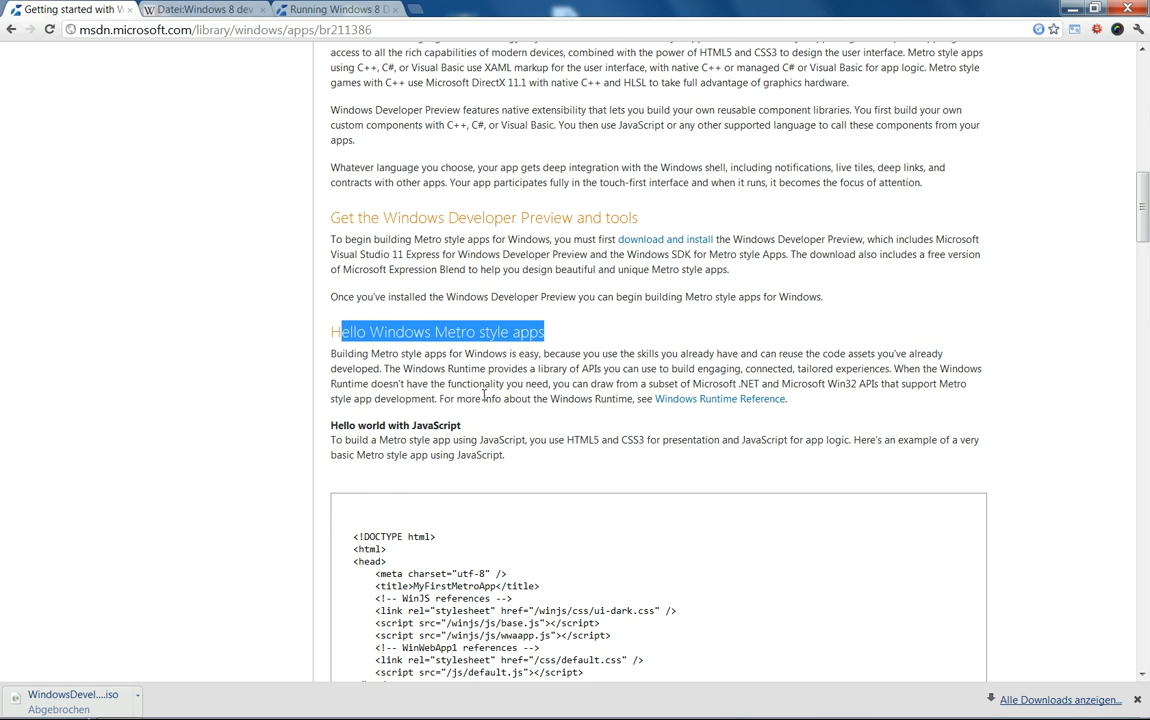 Getting started with W
Datei:Windows 8 dev
Running Windows 8 D
msdn.microsoft.com/library/windows/apps/br211386
access to all the rich capabilities of modern devices, combined with the power of HTML5 and CSS3 to design the user interface. Metro style apps
using C++, C#, or Visual Basic use XAML markup for the user interface, with native C++ or managed C# or Visual Basic for app logic. Metro style
games with C++ use Microsoft DirectX 11.1 with native C++ and HLSL to take full advantage of graphics hardware.
Windows Developer Preview features native extensibility that lets you build your own reusable component libraries. You first build your own
custom components with C++, C#, or Visual Basic. You then use JavaScript or any other supported language to call these components from your
apps.
Whatever language you choose, your app gets deep integration with the Windows shell, including notifications, live tiles, deep links, and
contracts with other apps. Your app participates fully in the touch-first interface and when it runs, it becomes the focus of attention.
Get the Windows Developer Preview and tools
To begin building Metro style apps for Windows, you must first download and install the Windows Developer Preview, which includes Microsoft
Visual Studio 11 Express for Windows Developer Preview and the Windows SDK for Metro style Apps. The download also includes a free version
of Microsoft Expression Blend to help you design beautiful and unique Metro style apps.
Once you've installed the Windows Developer Preview you can begin building Metro style apps for Windows.
Hello Windows Metro style apps
Building Metro style apps for Windows is easy, because you use the skills you already have and can reuse the code assets you've already
developed. The Windows Runtime provides a library of APIs you can use to build engaging, connected, tailored experiences. When the Windows
Runtime doesn't have the functionality you need, you can draw from a subset of Microsoft .NET and Microsoft Win32 APIs that support Metro
style app development. For more info about the Windows Runtime, see Windows Runtime Reference.
Hello world with JavaScript
To build a Metro style app using JavaScript, you use HTML5 and CSS3 for presentation and JavaScript for app logic. Here's an example of a very
basic Metro style app using JavaScript.
<!DOCTYPE html>
<html>
<head>
<meta charset="utf-8" />
<title>MyFirstMetroApp</title>
<!-- WinJS references -->
<link rel="stylesheet" href="/winjs/css/ui-dark.css" />
<script src="/winjs/js/base.js"></script>
<script src="/winjs/js/wwaapp.js"></script>
<!-- WinWebApp1 references -->
<link rel="stylesheet" href="/css/default.css" />
<script src="/js/default.js"></script>
WindowsDevel....iso
Abgebrochen
Alle Downloads anzeigen...